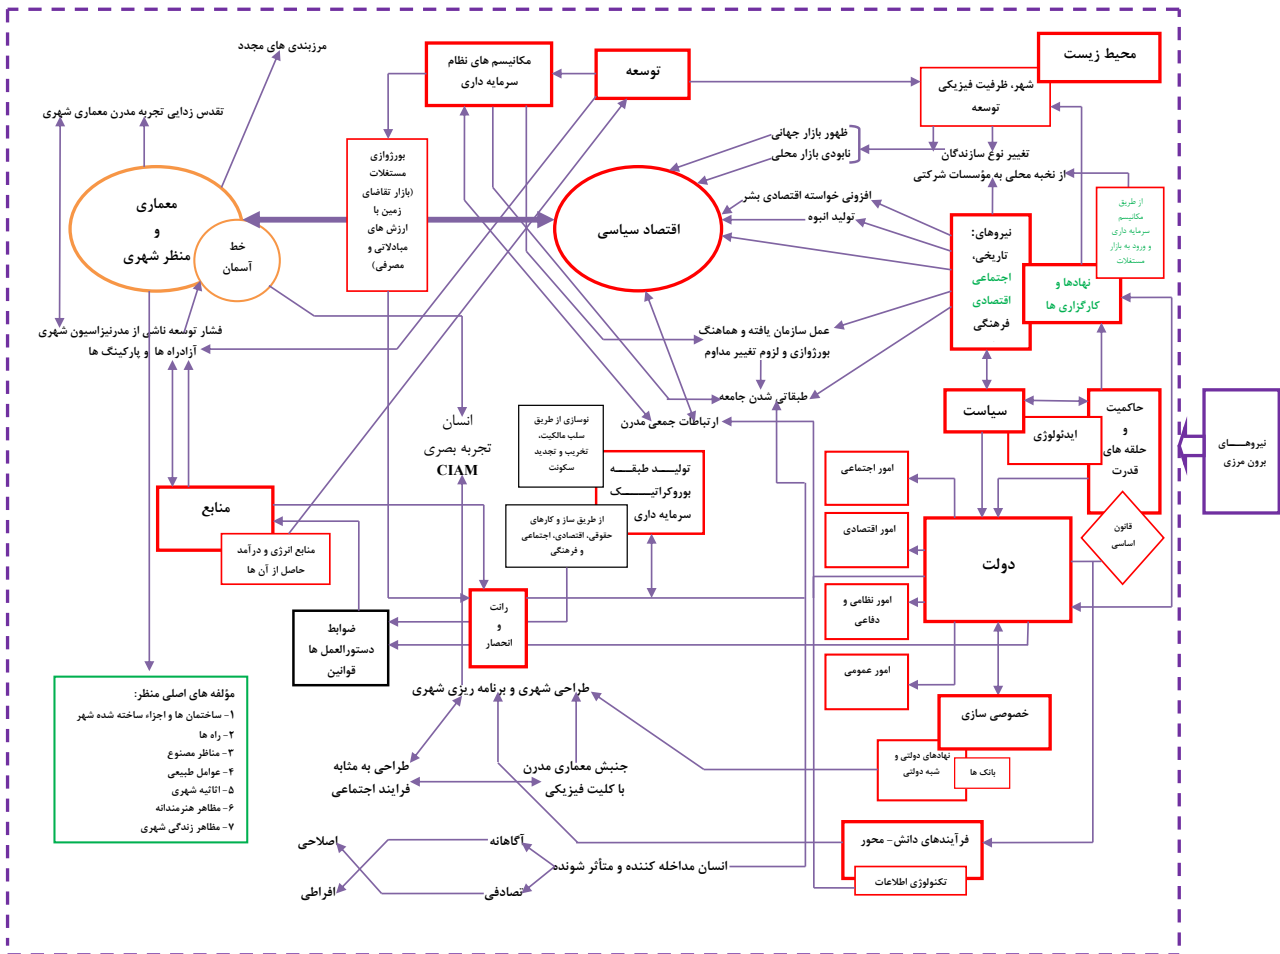 محیط زیست
توسعه
مکانیسم های نظام
سرمایه داری
مرزبندی های مجدد
شهر، ظرفیت فیزیکی
توسعه
تقدس زدایی تجربه مدرن معماری شهری
ظهور بازار جهانی
نابودی بازار محلی
تغییر نوع سازندگان
از نخبه محلی به مؤسسات شرکتی
بورژوازی
مستغلات
(بازار تقاضای
زمین با
ارزش های
مبادلاتی و
مصرفی)
معماری
و
منظر شهری
خط
آسمان
اقتصاد سیاسی
افزونی خواسته اقتصادی بشر
تولید انبوه
نیروهای:
تاریخی،
اجتماعی
اقتصادی
فرهنگی
از طریق
مکانیسم
سرمایه داری
و ورود به بازار
مستغلات
نهادها و
کارگزاری ها
فشار توسعه ناشی از مدرنیزاسیون شهری
آزادراه ها و پارکینگ ها
عمل سازمان یافته و هماهنگ
بورژوازی و لزوم تغییر مداوم
طبقاتی شدن جامعه
ارتباطات جمعی مدرن
سیاست
ایدئولوژی
حاکمیت
و
حلقه های
قدرت
نیروهــــای
برون مرزی
انسان
تجربه بصری
CIAM
نوسازی از طریق
سلب مالکیت،
تخریب و تجدید
سکونت
تولیـــد طبقـــه
بوروکراتیـــــک
سرمایه داری
از طریق ساز و کارهای
حقوقی، اقتصادی، اجتماعی
و فرهنگی
امور اجتماعی
امور اقتصادی
امور نظامی و
دفاعی
امور عمومی
قانون
اساسی
دولت
منابع
منابع انرژی و درآمد
حاصل از آن ها
رانت
و
انحصار
ضوابط
دستورالعمل ها
قوانین
مؤلفه های اصلی منظر:
۱- ساختمان ها و اجزاء ساخته شده شهر
۲- راه ها
۳- مناظر مصنوع
۴- عوامل طبیعی
۵- اثاثیه شهری
۶- مظاهر هنرمندانه
۷- مظاهر زندگی شهری
طراحی شهری و برنامه ریزی شهری
خصوصی سازی
نهادهای دولتی و
شبه دولتی
بانک ها
طراحی به مثابه
فرایند اجتماعی
جنبش معماری مدرن
با کلیت فیزیکی
فرآیندهای دانش- محور
تکنولوژی اطلاعات
انسان مداخله کننده و متأثر شونده
آگاهانه
تصادفی
اصلاحی
افراطی